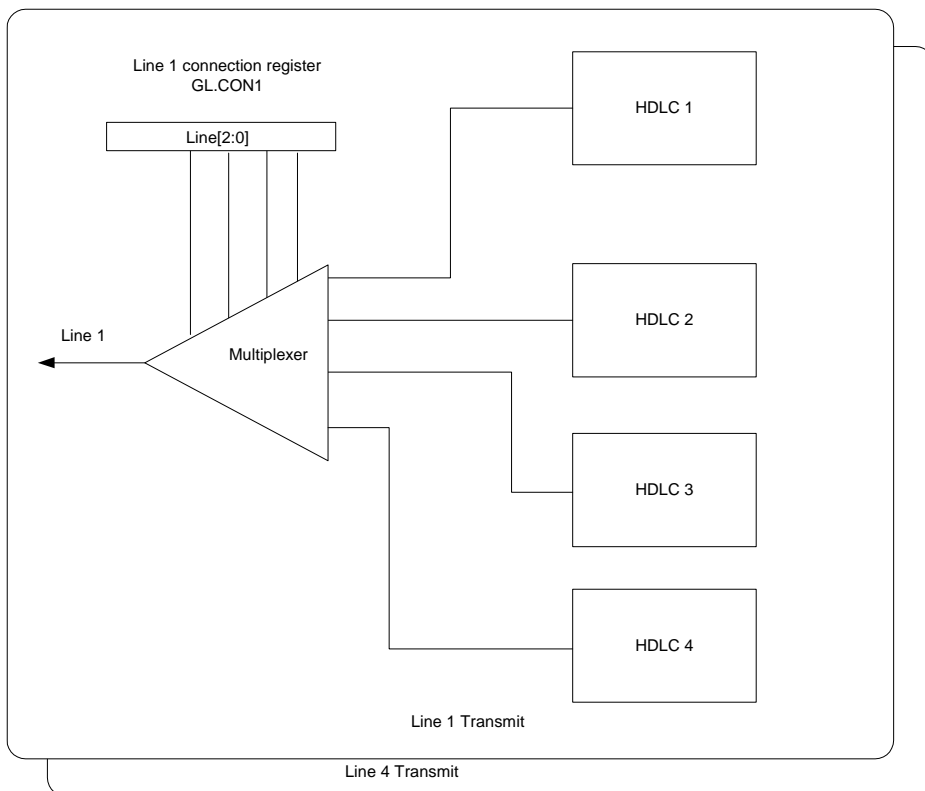 Line 1 connection register
GL.CON1
Line[2:0]
HDLC 1
HDLC 2
Line 1
Multiplexer
HDLC 3
HDLC 4
Line 1 Transmit
Line 4 Transmit